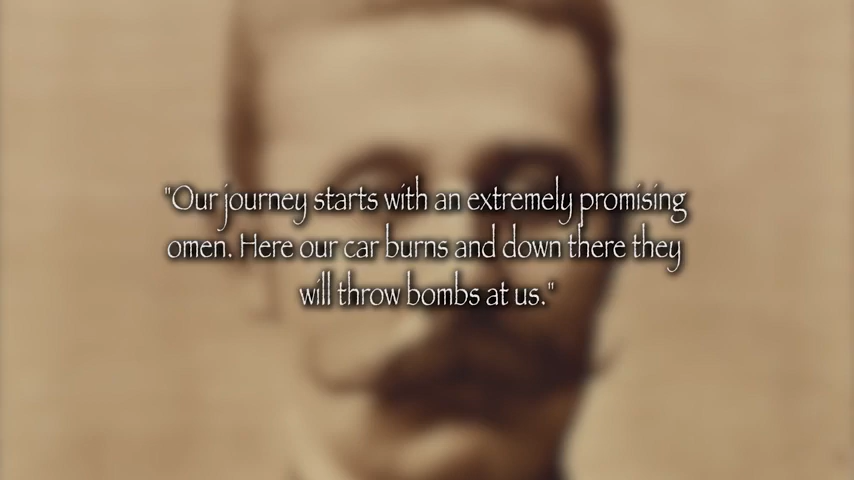 "Our journey starts with an extremely promising
omen. Here our car burns and down there they
will throw bombs at us."